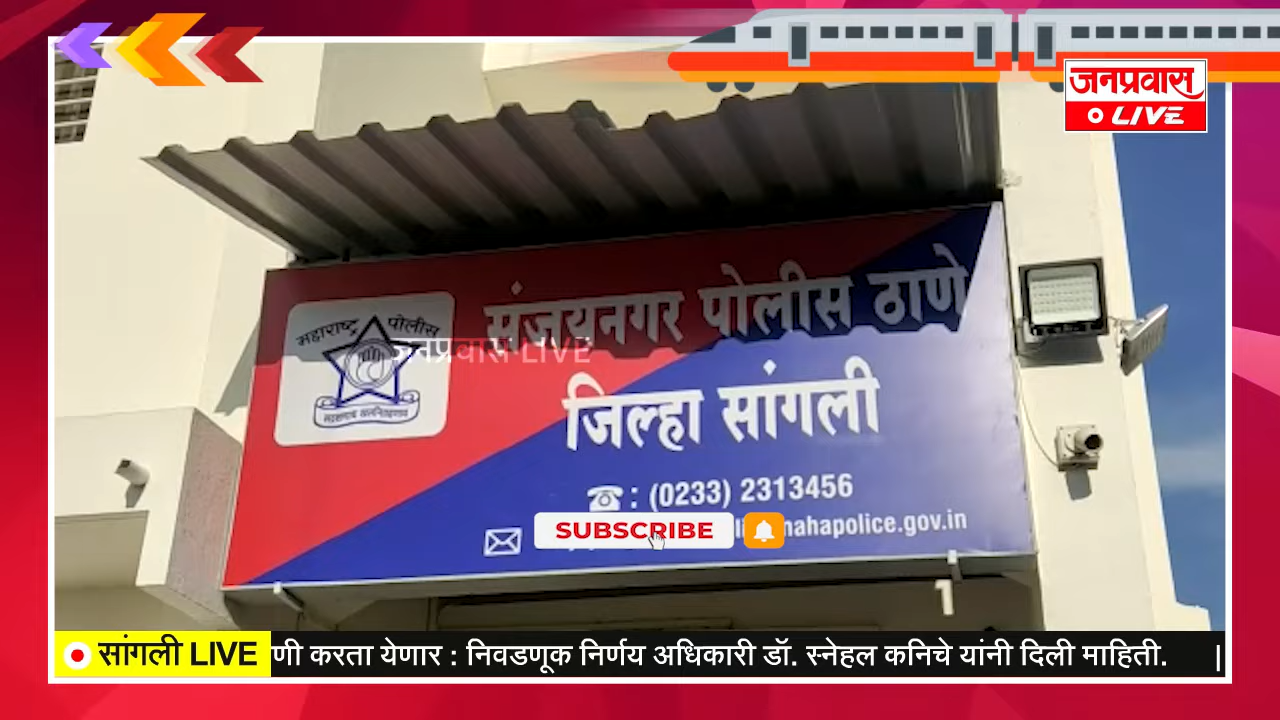 जनप्रवास
LIVE
महाराष्ट्र पोलीस
संजयनगर पोलीस ठाणे
जनप्रवास LIVE
जिल्हा सांगली
: (0233) 2313456
SUBSCRIBE
mahapolice.gov.in
सांगली LIVE
णी करता येणार : निवडणूक निर्णय अधिकारी डॉ. स्नेहल कनिचे यांनी दिली माहिती.